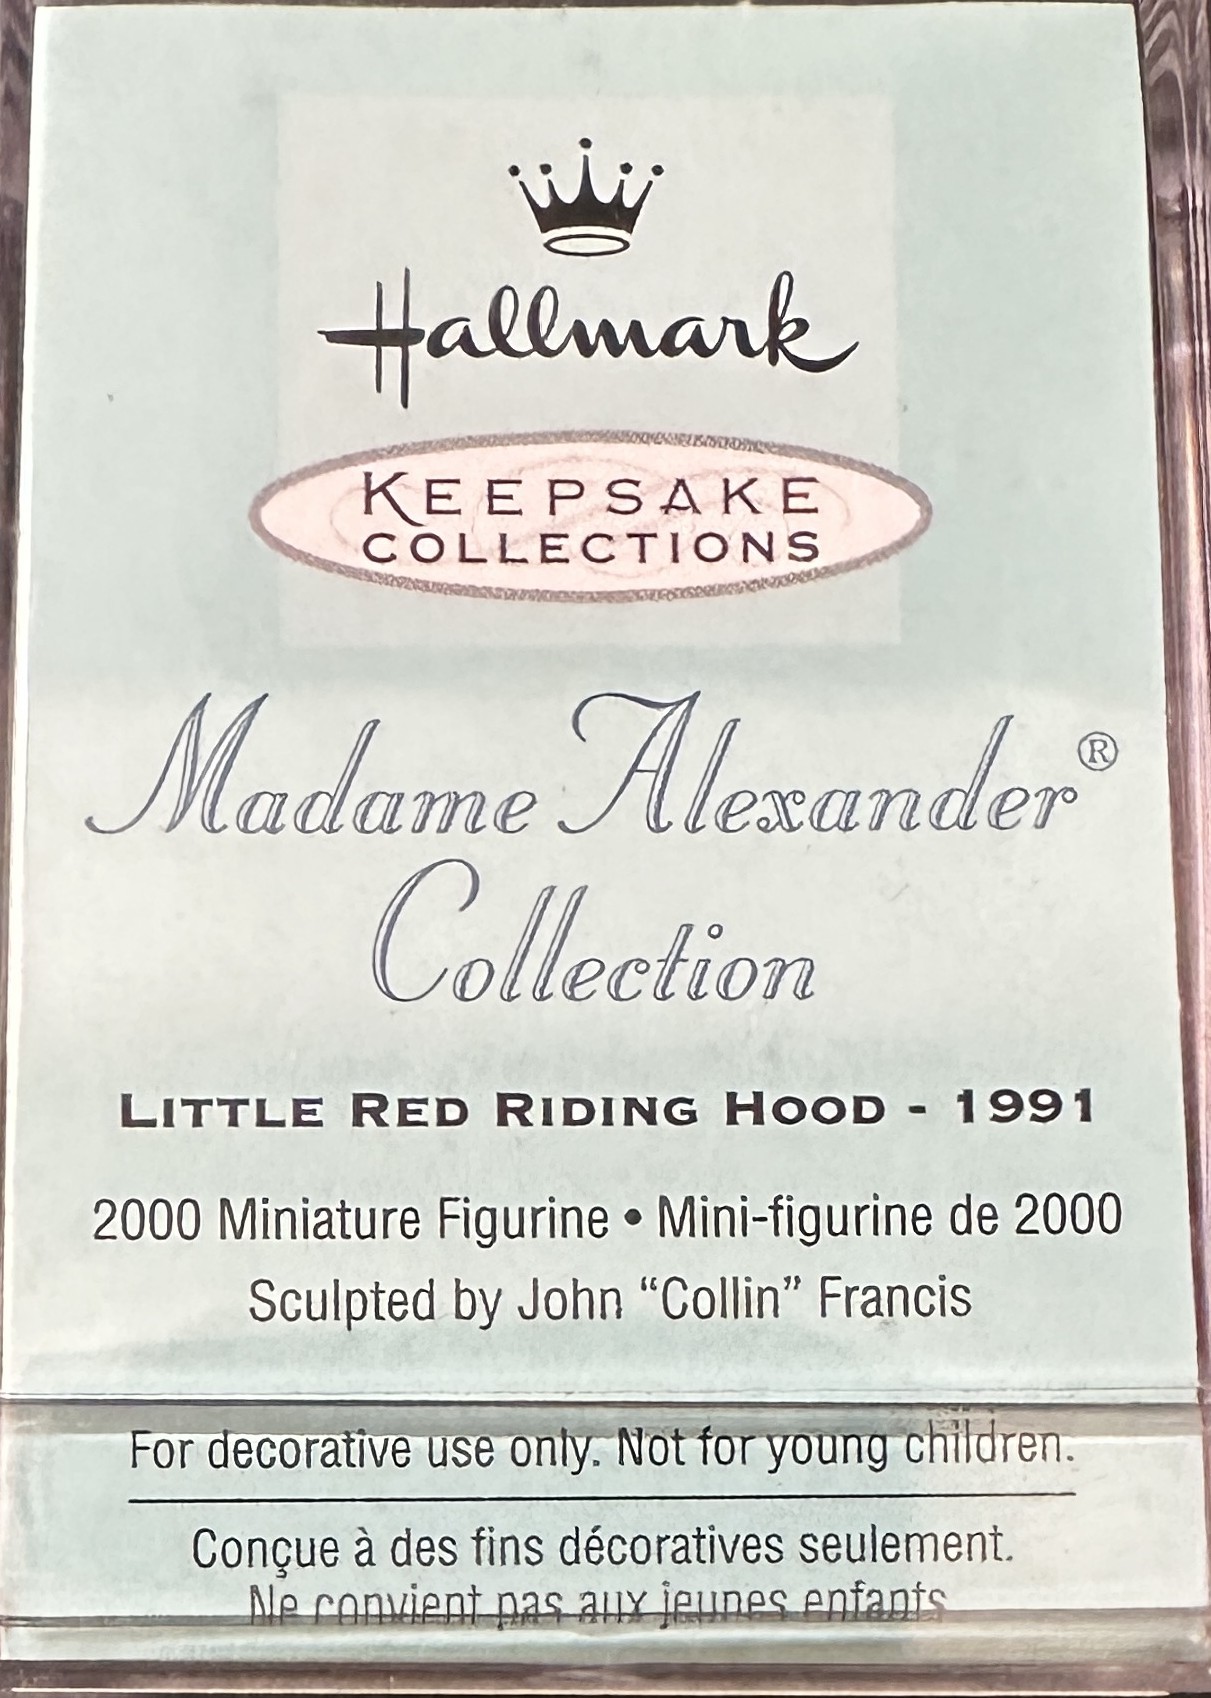 Hallmark
KEEPSAKE
COLLECTIONS
Madame Alexander®
Collection
LITTLE RED RIDING HOOD - 1991
2000 Miniature Figurine • Mini-figurine de 2000
Sculpted by John “Collin” Francis
For decorative use only. Not for young children.
Conçue à des fins décoratives seulement.
Ne convient pas aux jeunes enfants